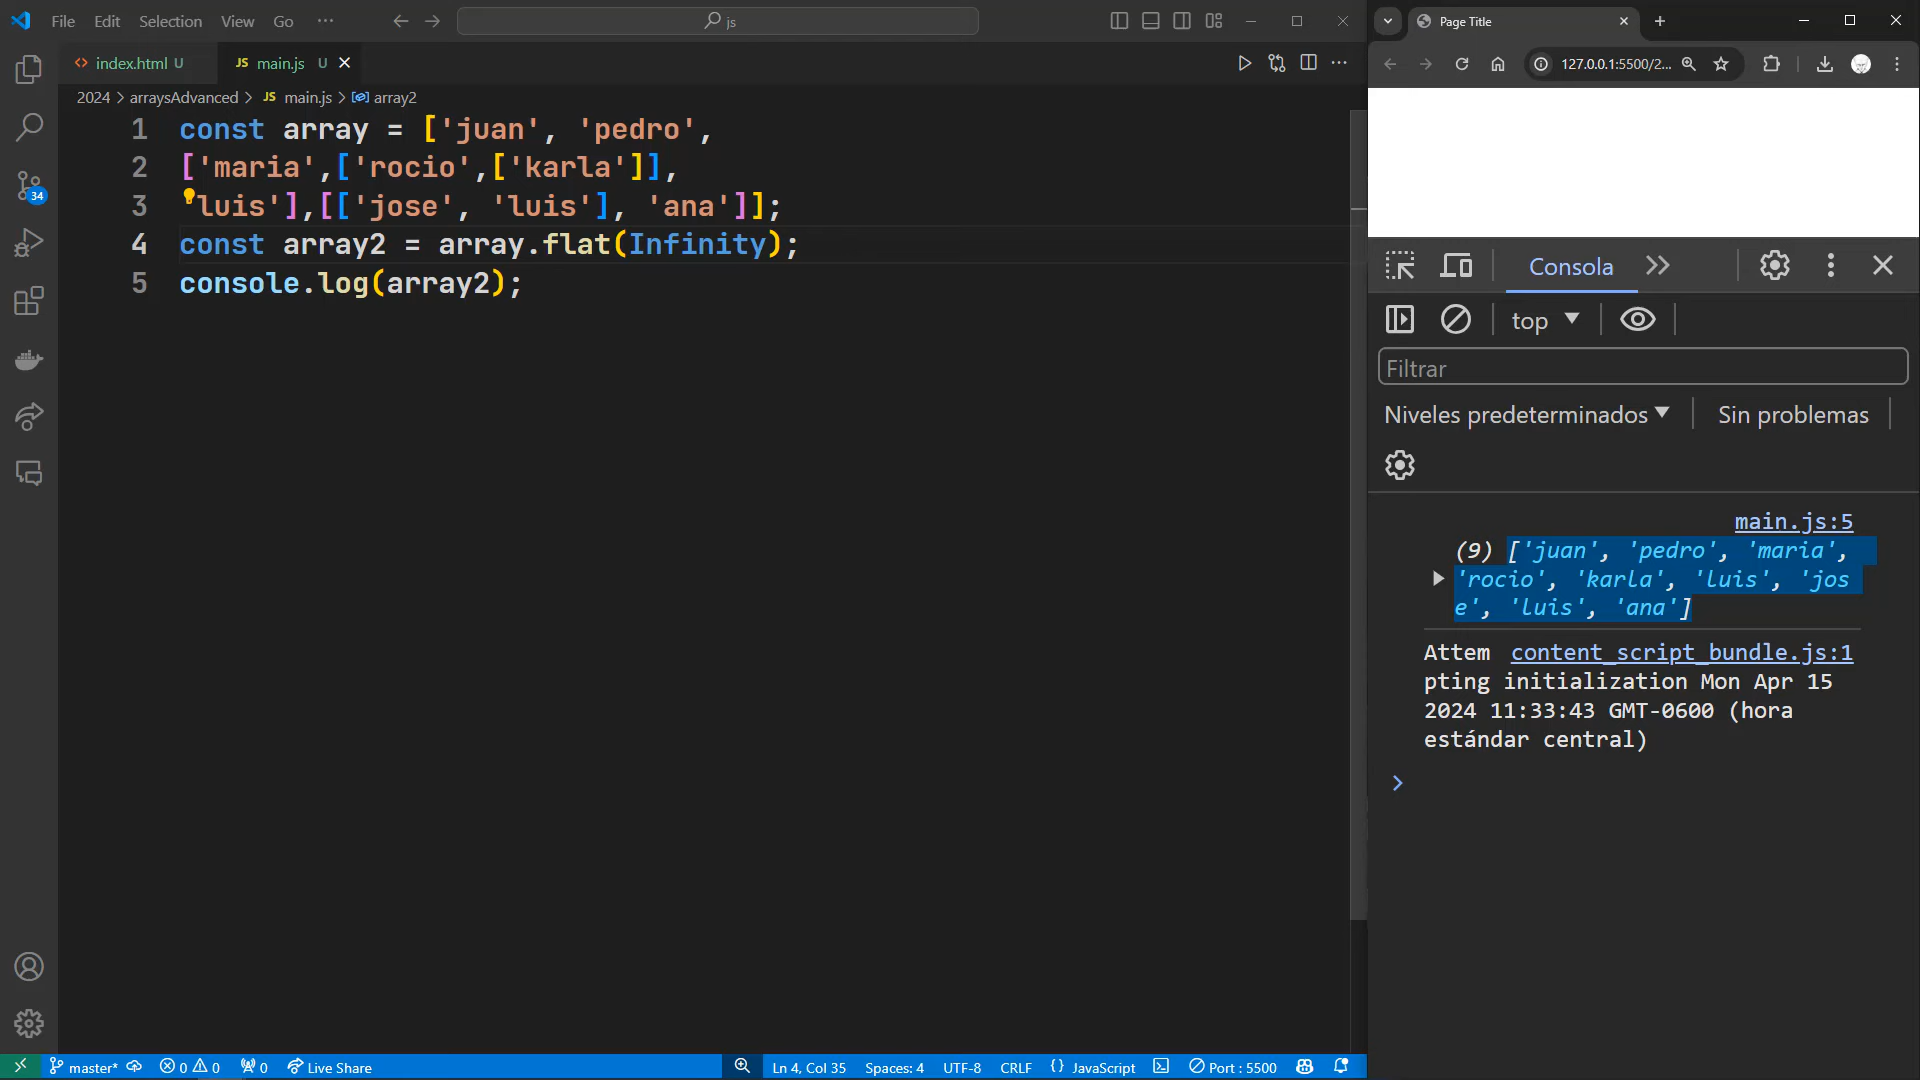 File Edit Selection View Go ···
js
index.html U
JS main.js U
2024 > arraysAdvanced > JS main.js > array2
1 const array = ['juan', 'pedro',
2 ['maria',['rocio',['karla']],
3 luis'],[['jose', 'luis'], 'ana']];
4 const array2 = array.flat(Infinity);
5 console.log(array2);
34
master* 0 0 0 Live Share
Ln 4, Col 35 Spaces: 4 UTF-8 CRLF {} JavaScript Port : 5500
Page Title
127.0.0.1:5500/2...
Consola
top
Filtrar
Niveles predeterminados Sin problemas
main.js:5
(9) ['juan', 'pedro', 'maria',
'rocio', 'karla', 'luis', 'jos
e', 'luis', 'ana']
Attem content_script_bundle.js:1
pting initialization Mon Apr 15
2024 11:33:43 GMT-0600 (hora
estándar central)